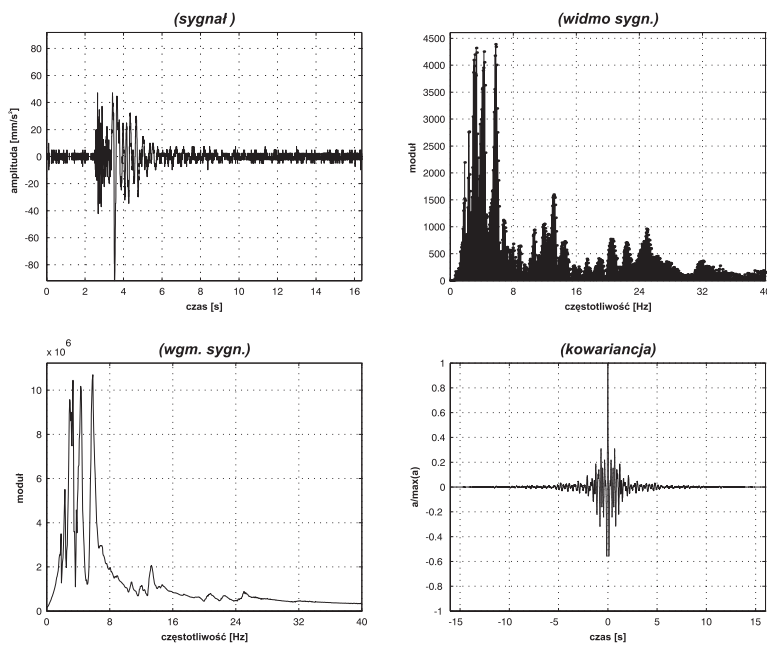 (sygnał )
80
60
40
20
0
-20
-40
-60
-80
amplituda [mm/s²]
0 2 4 6 8 10 12 14 16
czas [s]
(widmo sygn.)
4500
4000
3500
3000
2500
2000
1500
1000
500
0
moduł
0 8 16 24 32 40
częstotliwość [Hz]
(wgm. sygn.)
x 10⁶
10
8
6
4
2
0
moduł
0 8 16 24 32 40
częstotliwość [Hz]
(kowariancja)
1
0.8
0.6
0.4
0.2
0
-0.2
-0.4
-0.6
-0.8
-1
a/max(a)
-15 -10 -5 0 5 10 15
czas [s]